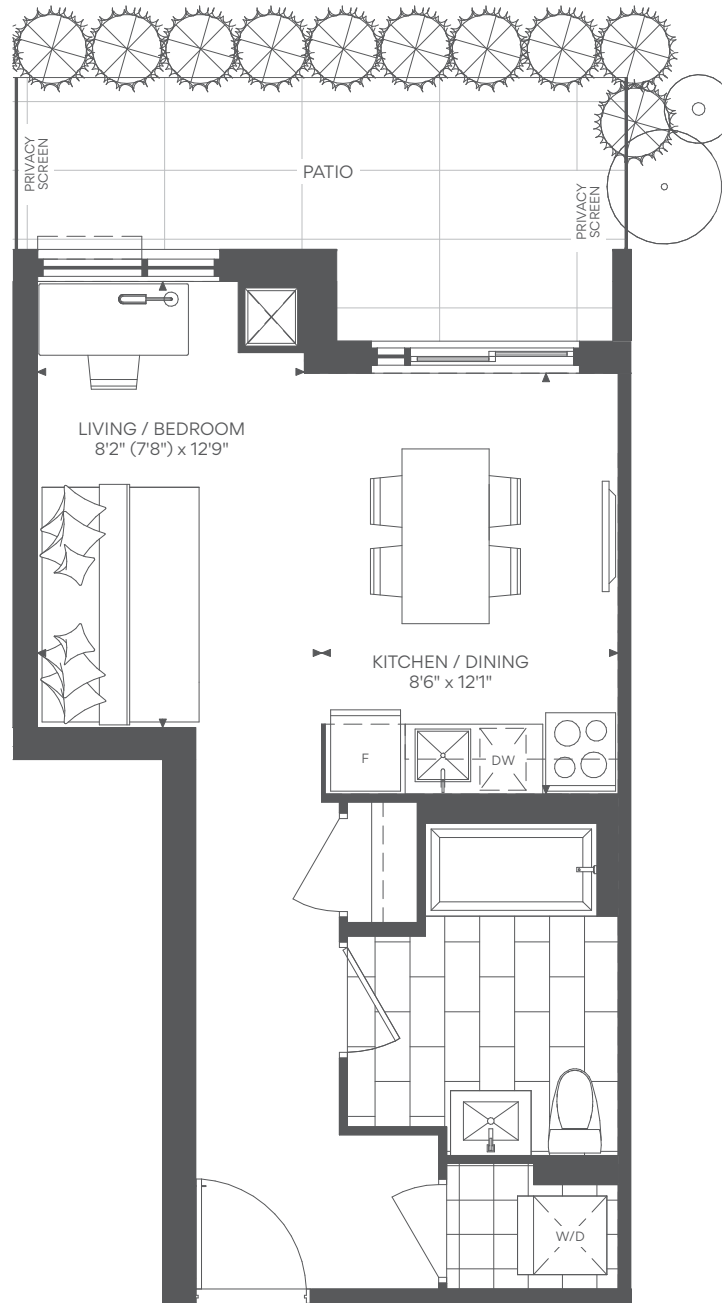 PRIVACY
SCREEN
PATIO
PRIVACY
SCREEN
LIVING / BEDROOM
8'2" (7'8") x 12'9"
KITCHEN / DINING
8'6" x 12'1"
F
DW
W/D